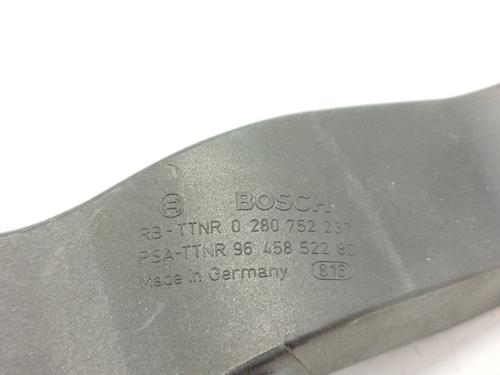 BOSCH
RB-TTNR 0 280 752 237
PSA-TTNR 96 458 522 80
Made in Germany 816